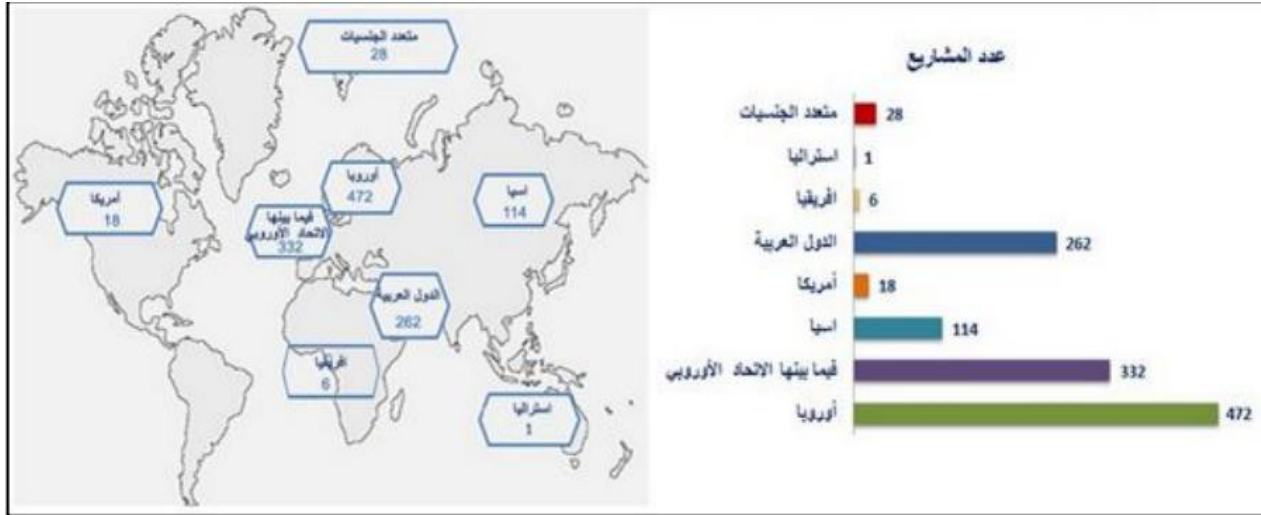 متعدد الجنسيات
28
أوروبا
472
اسيا
114
أمريكا
18
فيما بينها
الاتحاد الأوروبي
332
الدول العربية
262
افريقيا
6
استراليا
1
عدد المشاريع
متعدد الجنسيات 28
استراليا 1
افريقيا 6
الدول العربية 262
أمريكا 18
اسيا 114
فيما بينها الاتحاد الأوروبي 332
أوروبا 472